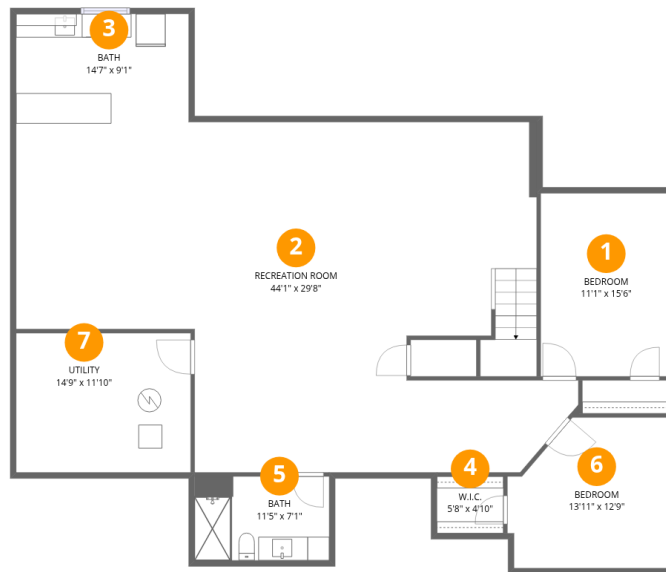 3
BATH
14'7" x 9'1"
2
RECREATION ROOM
44'1" x 29'8"
1
BEDROOM
11'1" x 15'6"
7
UTILITY
14'9" x 11'10"
5
BATH
11'5" x 7'1"
4
W.I.C.
5'8" x 4'10"
6
BEDROOM
13'11" x 12'9"